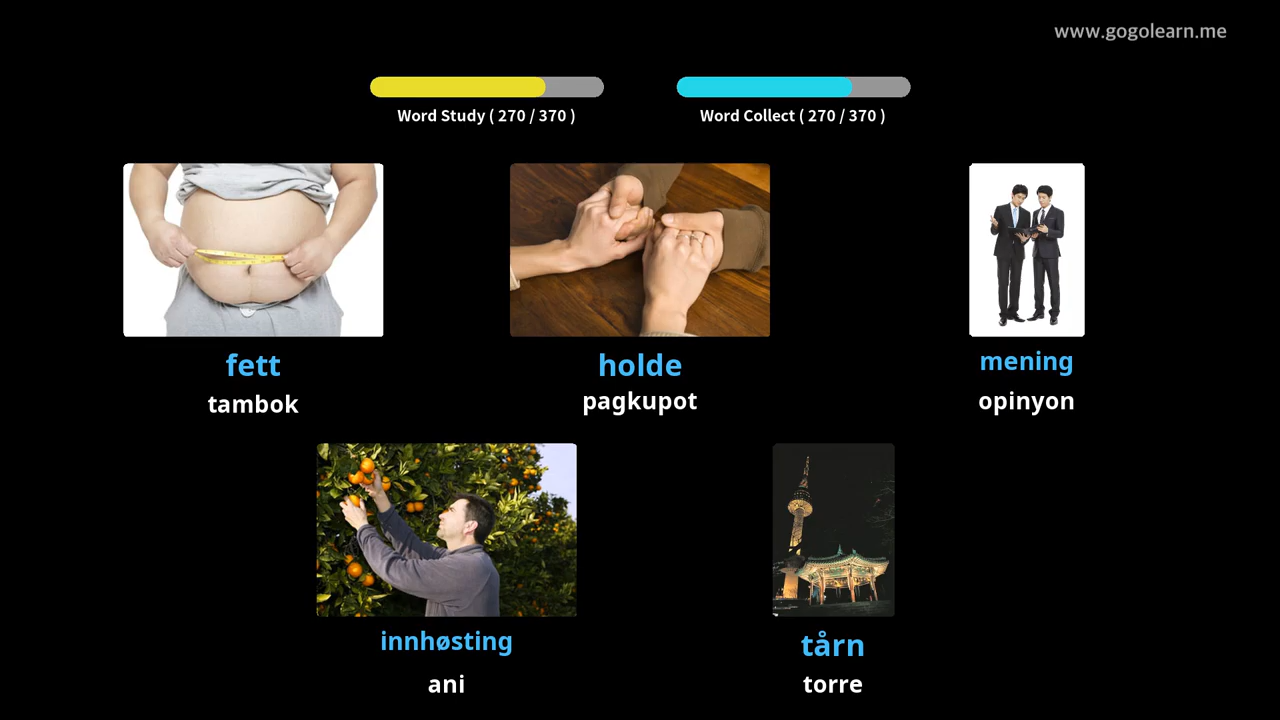 www.gogolearn.me
Word Study ( 270 / 370 )
Word Collect ( 270 / 370 )
fett
tambok
holde
pagkupot
mening
opinyon
innhøsting
ani
tårn
torre